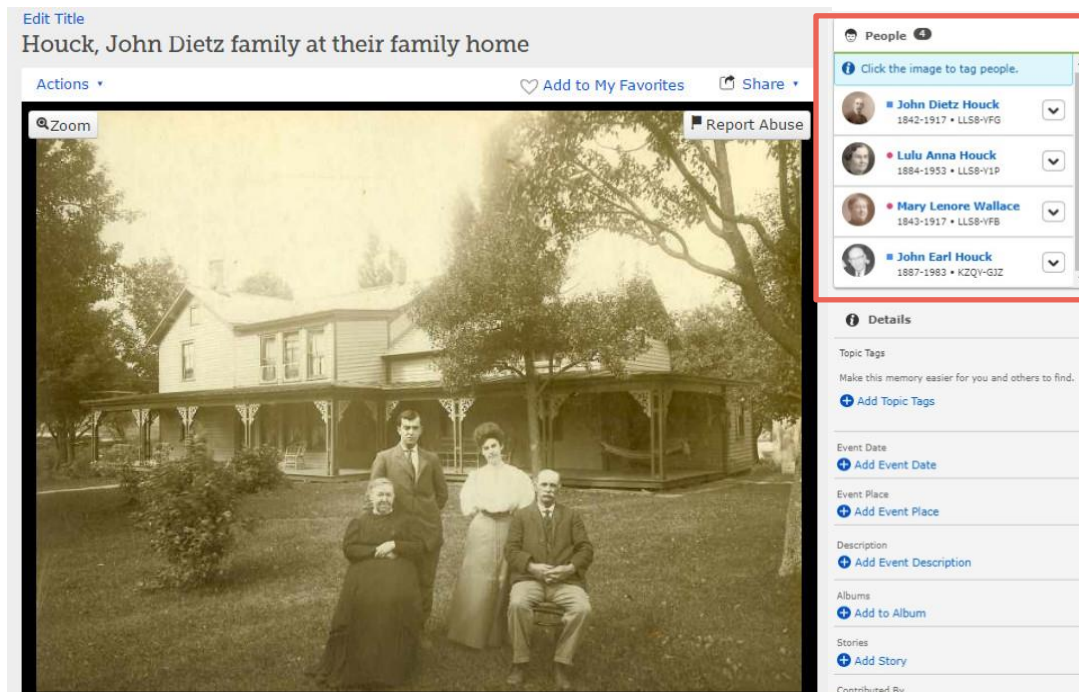 Edit Title
Houck, John Dietz family at their family home
Actions
Add to My Favorites
Share
Zoom
Report Abuse
People 4
Click the image to tag people.
John Dietz Houck
1842-1917 • LLS8-VFG
Lulu Anna Houck
1884-1953 • LLS8-V1P
Mary Lenore Wallace
1843-1917 • LLS8-VFB
John Earl Houck
1887-1983 • KZQV-GJZ
Details
Topic Tags
Make this memory easier for you and others to find.
Add Topic Tags
Event Date
Add Event Date
Event Place
Add Event Place
Description
Add Event Description
Albums
Add to Album
Stories
Add Story
Contributed By